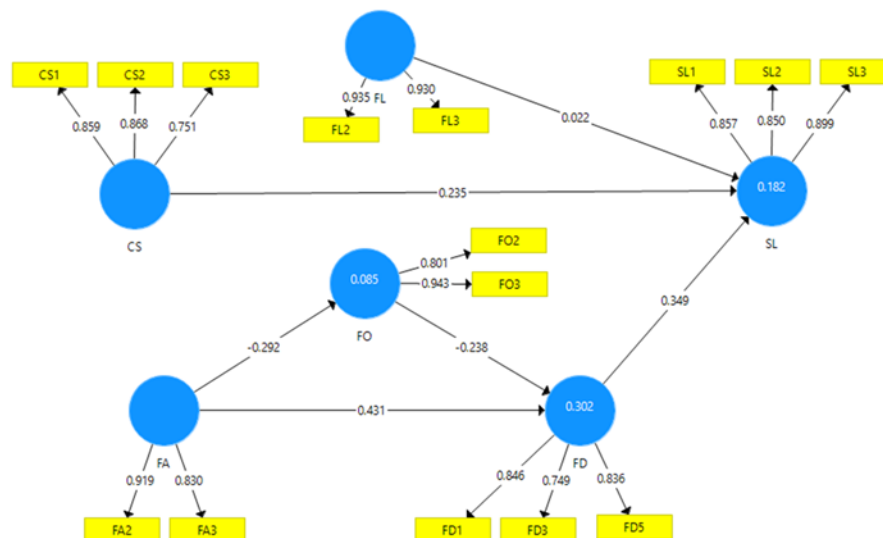 CS1 CS2 CS3
0.859 0.868 0.751
CS
FL
0.935 0.930
FL2 FL3
SL1 SL2 SL3
0.857 0.850 0.899
0.022
0.235
0.182
SL
FO2
0.801
FO3
0.943
0.085
FO
-0.292
-0.238
0.349
0.431
FA
0.919 0.830
FA2 FA3
0.302
FD
0.846 0.749 0.836
FD1 FD3 FD5